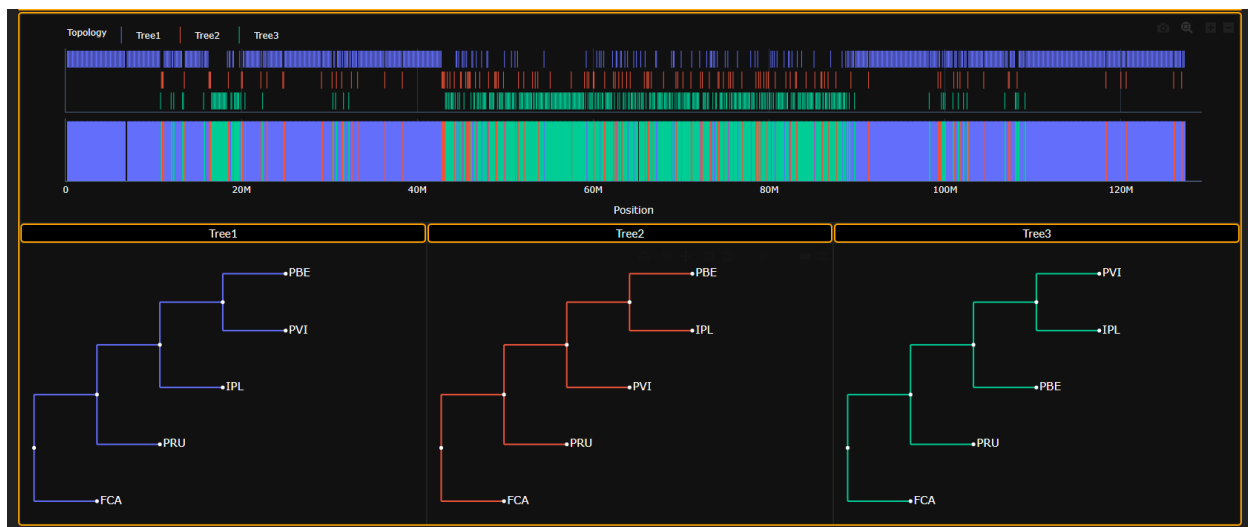 Topology Tree1 Tree2 Tree3
0 20M 40M 60M 80M 100M 120M
Position
Tree1 Tree2 Tree3
PBE PBE PVI
PVI IPL IPL
IPL PVI PBE
PRU PRU PRU
FCA FCA FCA